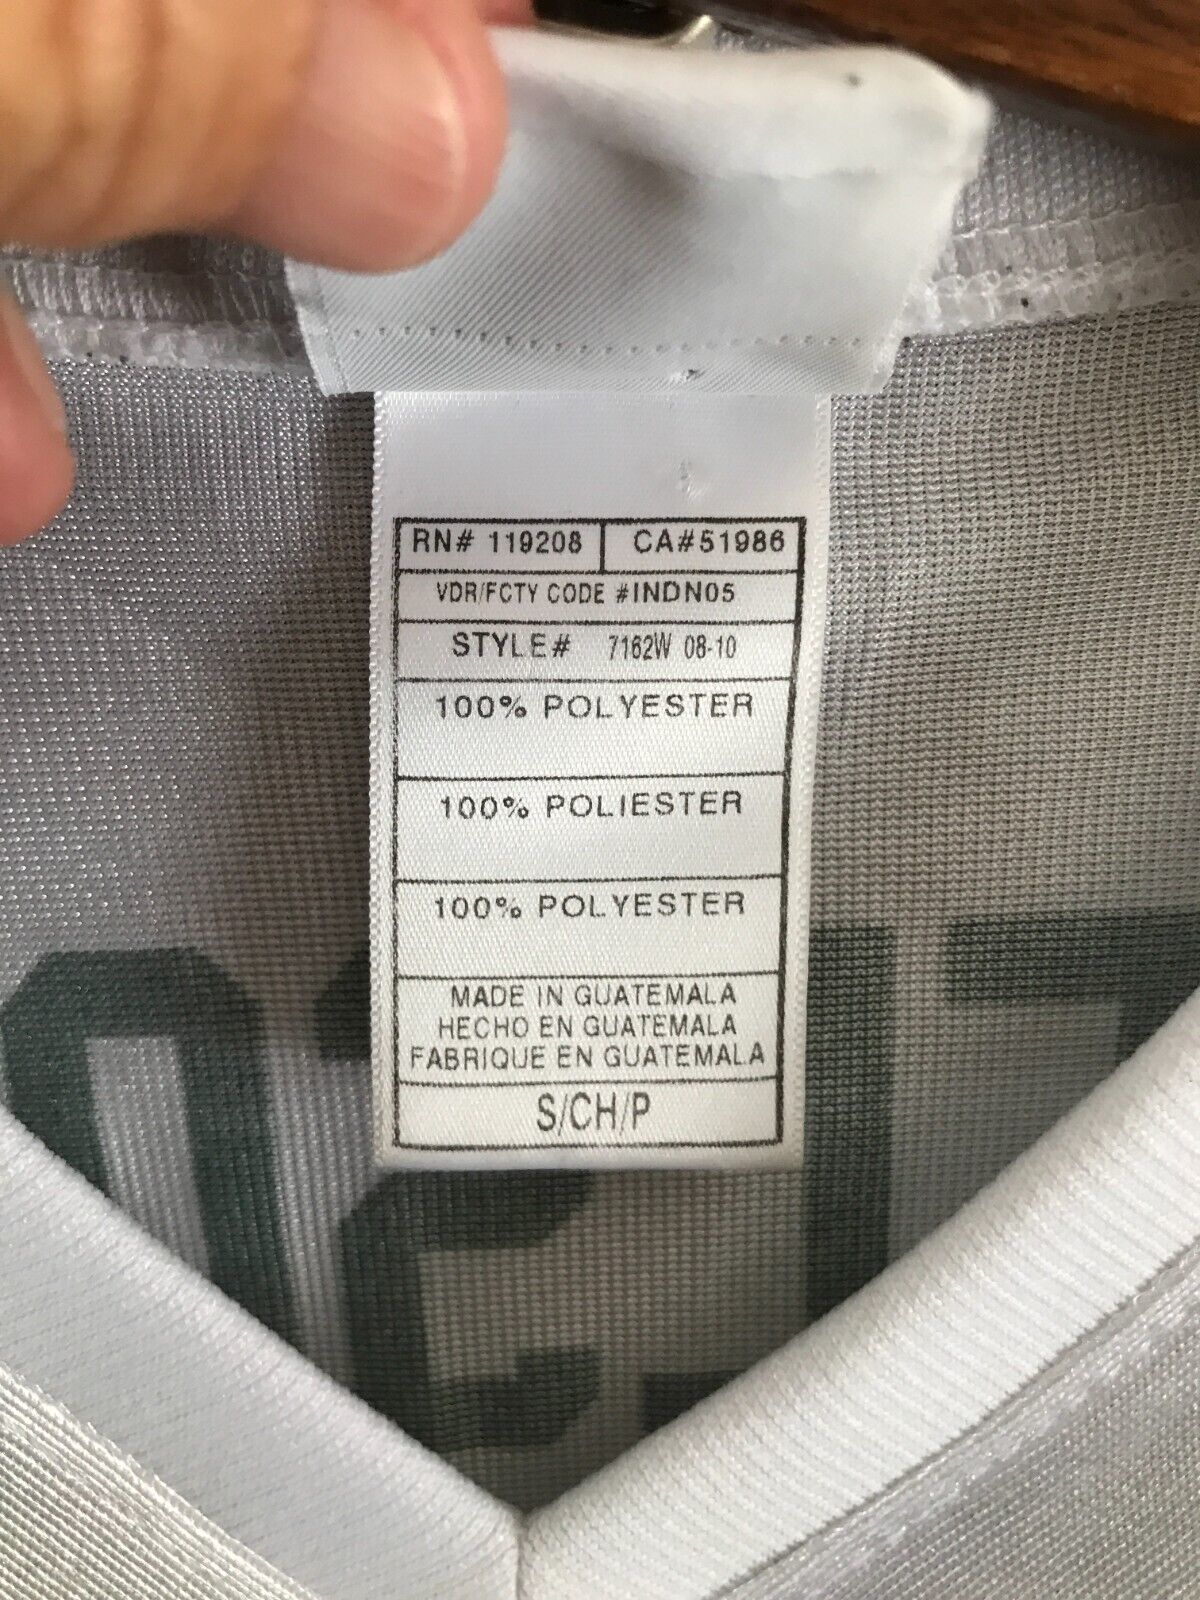 RN# 119208 CA#51986
VDR/FCTY CODE #INDN05
STYLE# 7162W 08-10
100% POLYESTER
100% POLIESTER
100% POLYESTER
MADE IN GUATEMALA
HECHO EN GUATEMALA
FABRIQUE EN GUATEMALA
S/CH/P